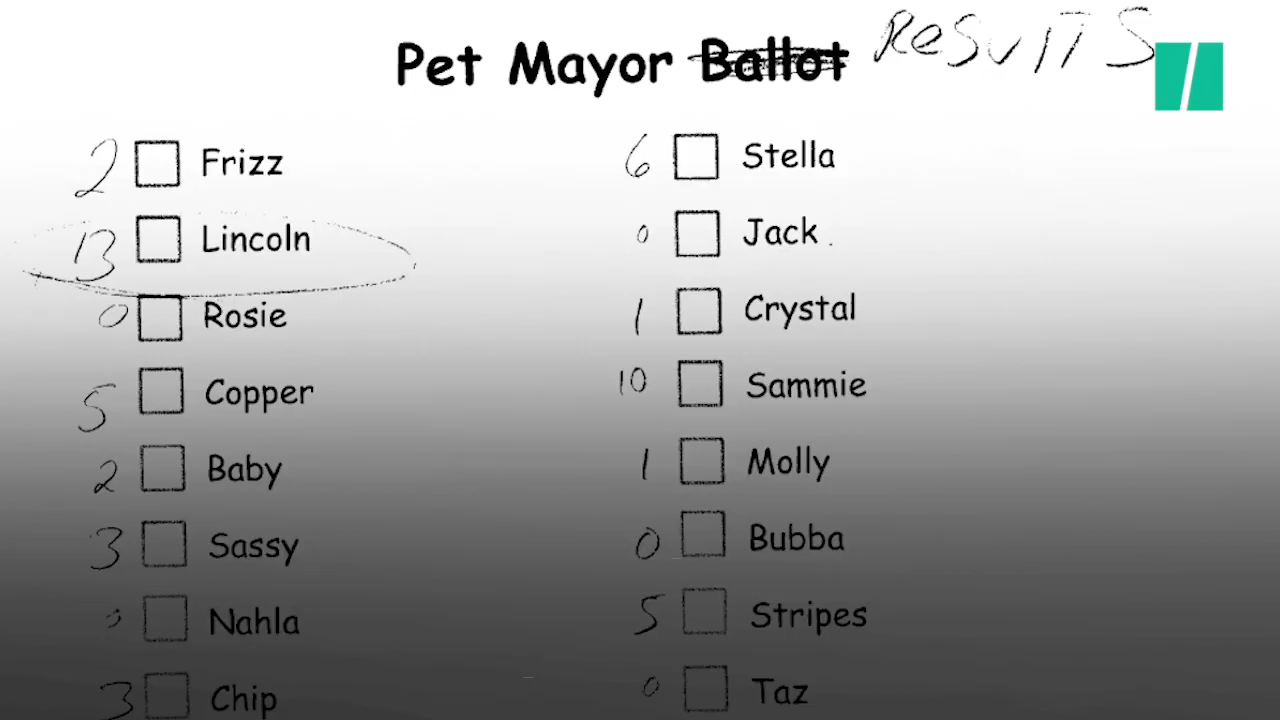 Pet Mayor Ballot RESULTS
2 Frizz
13 Lincoln
0 Rosie
5 Copper
2 Baby
3 Sassy
0 Nahla
3 Chip
6 Stella
0 Jack
1 Crystal
10 Sammie
1 Molly
0 Bubba
5 Stripes
0 Taz